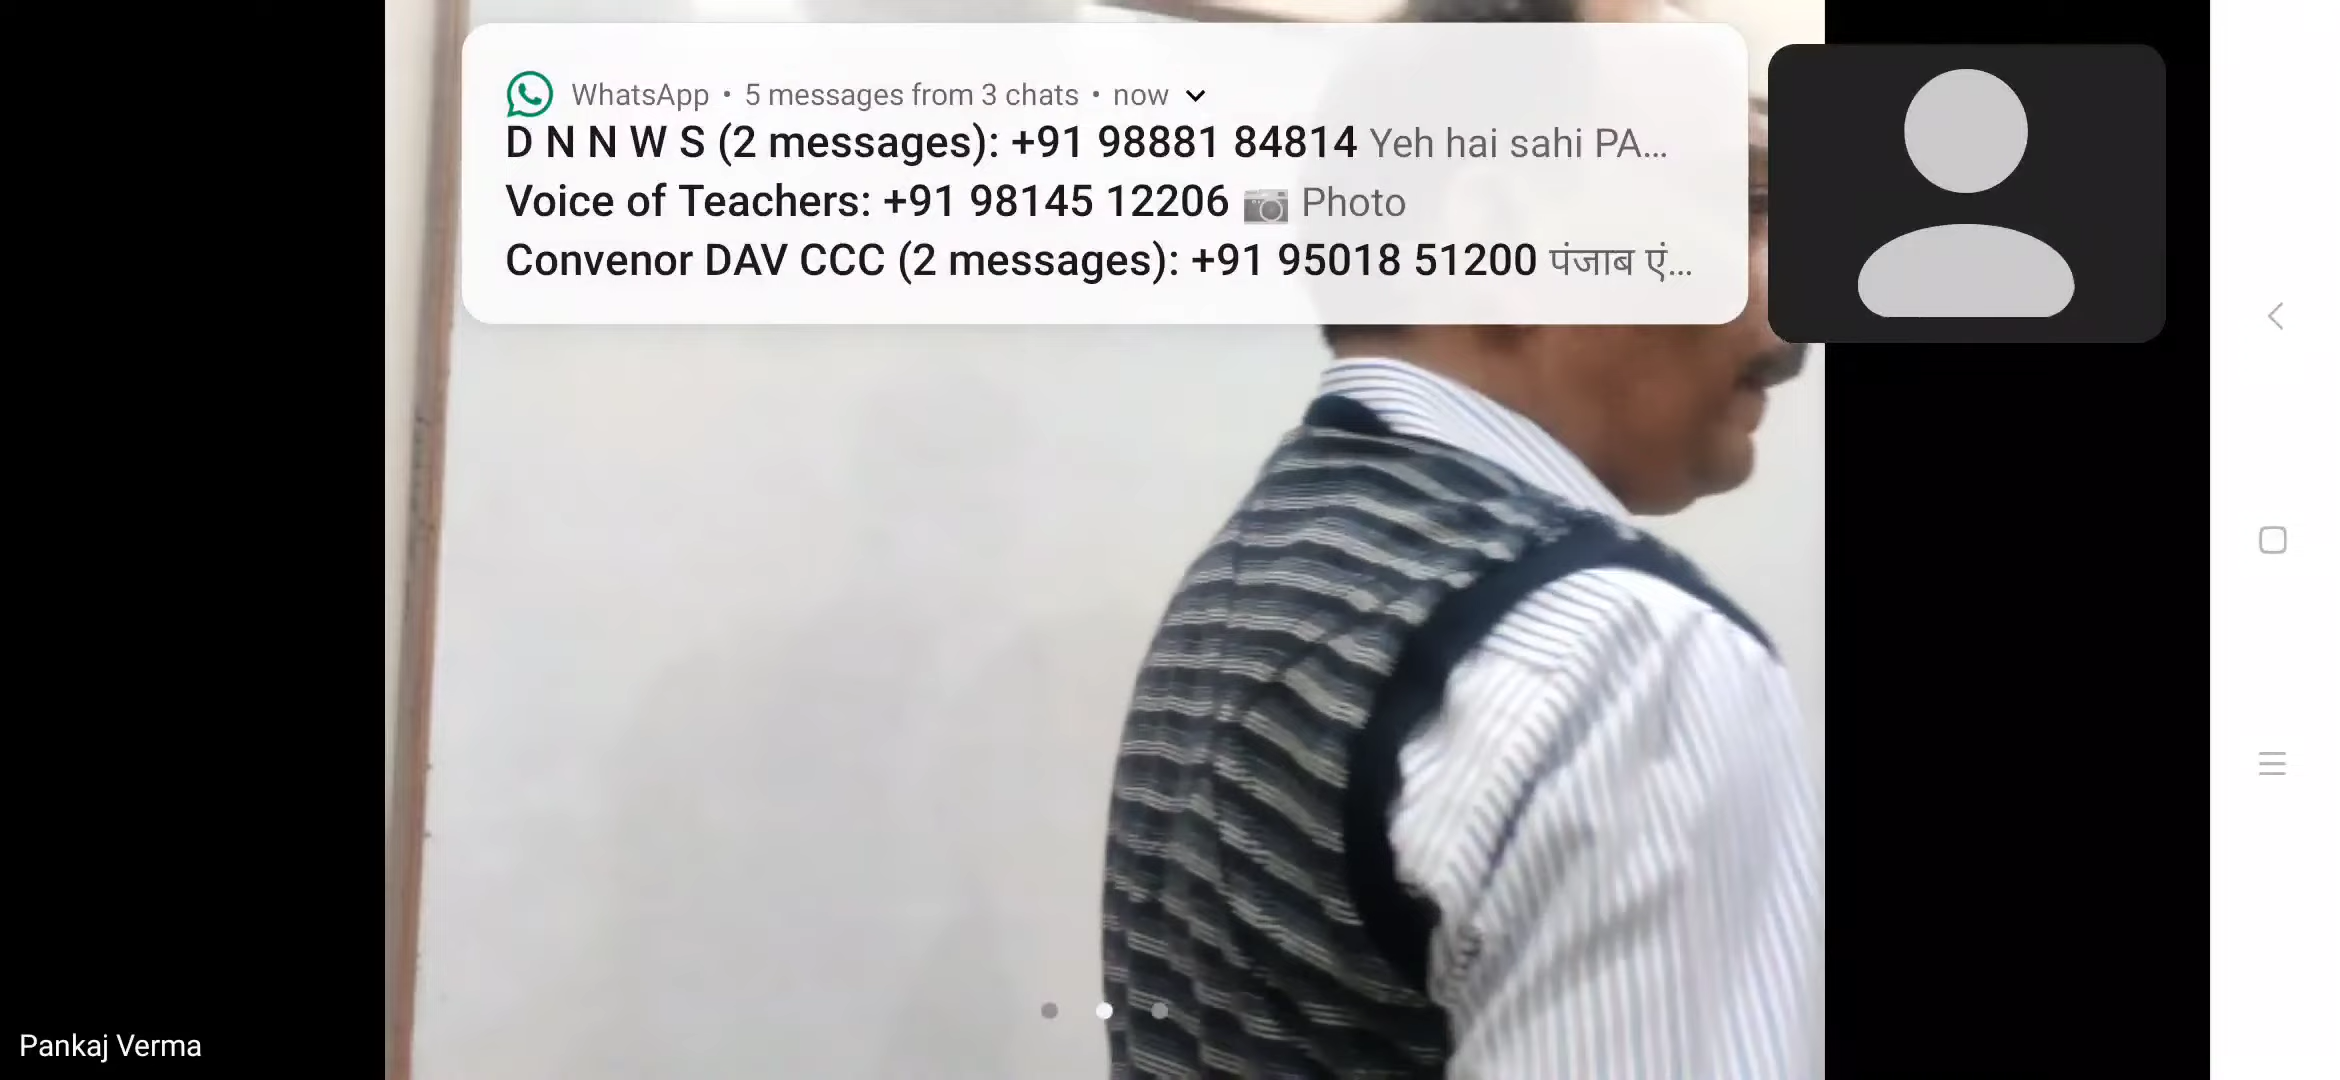 WhatsApp • 5 messages from 3 chats • now
D N N W S (2 messages): +91 98881 84814 Yeh hai sahi PA...
Voice of Teachers: +91 98145 12206 📷 Photo
Convenor DAV CCC (2 messages): +91 95018 51200 पंजाब एं...
Pankaj Verma